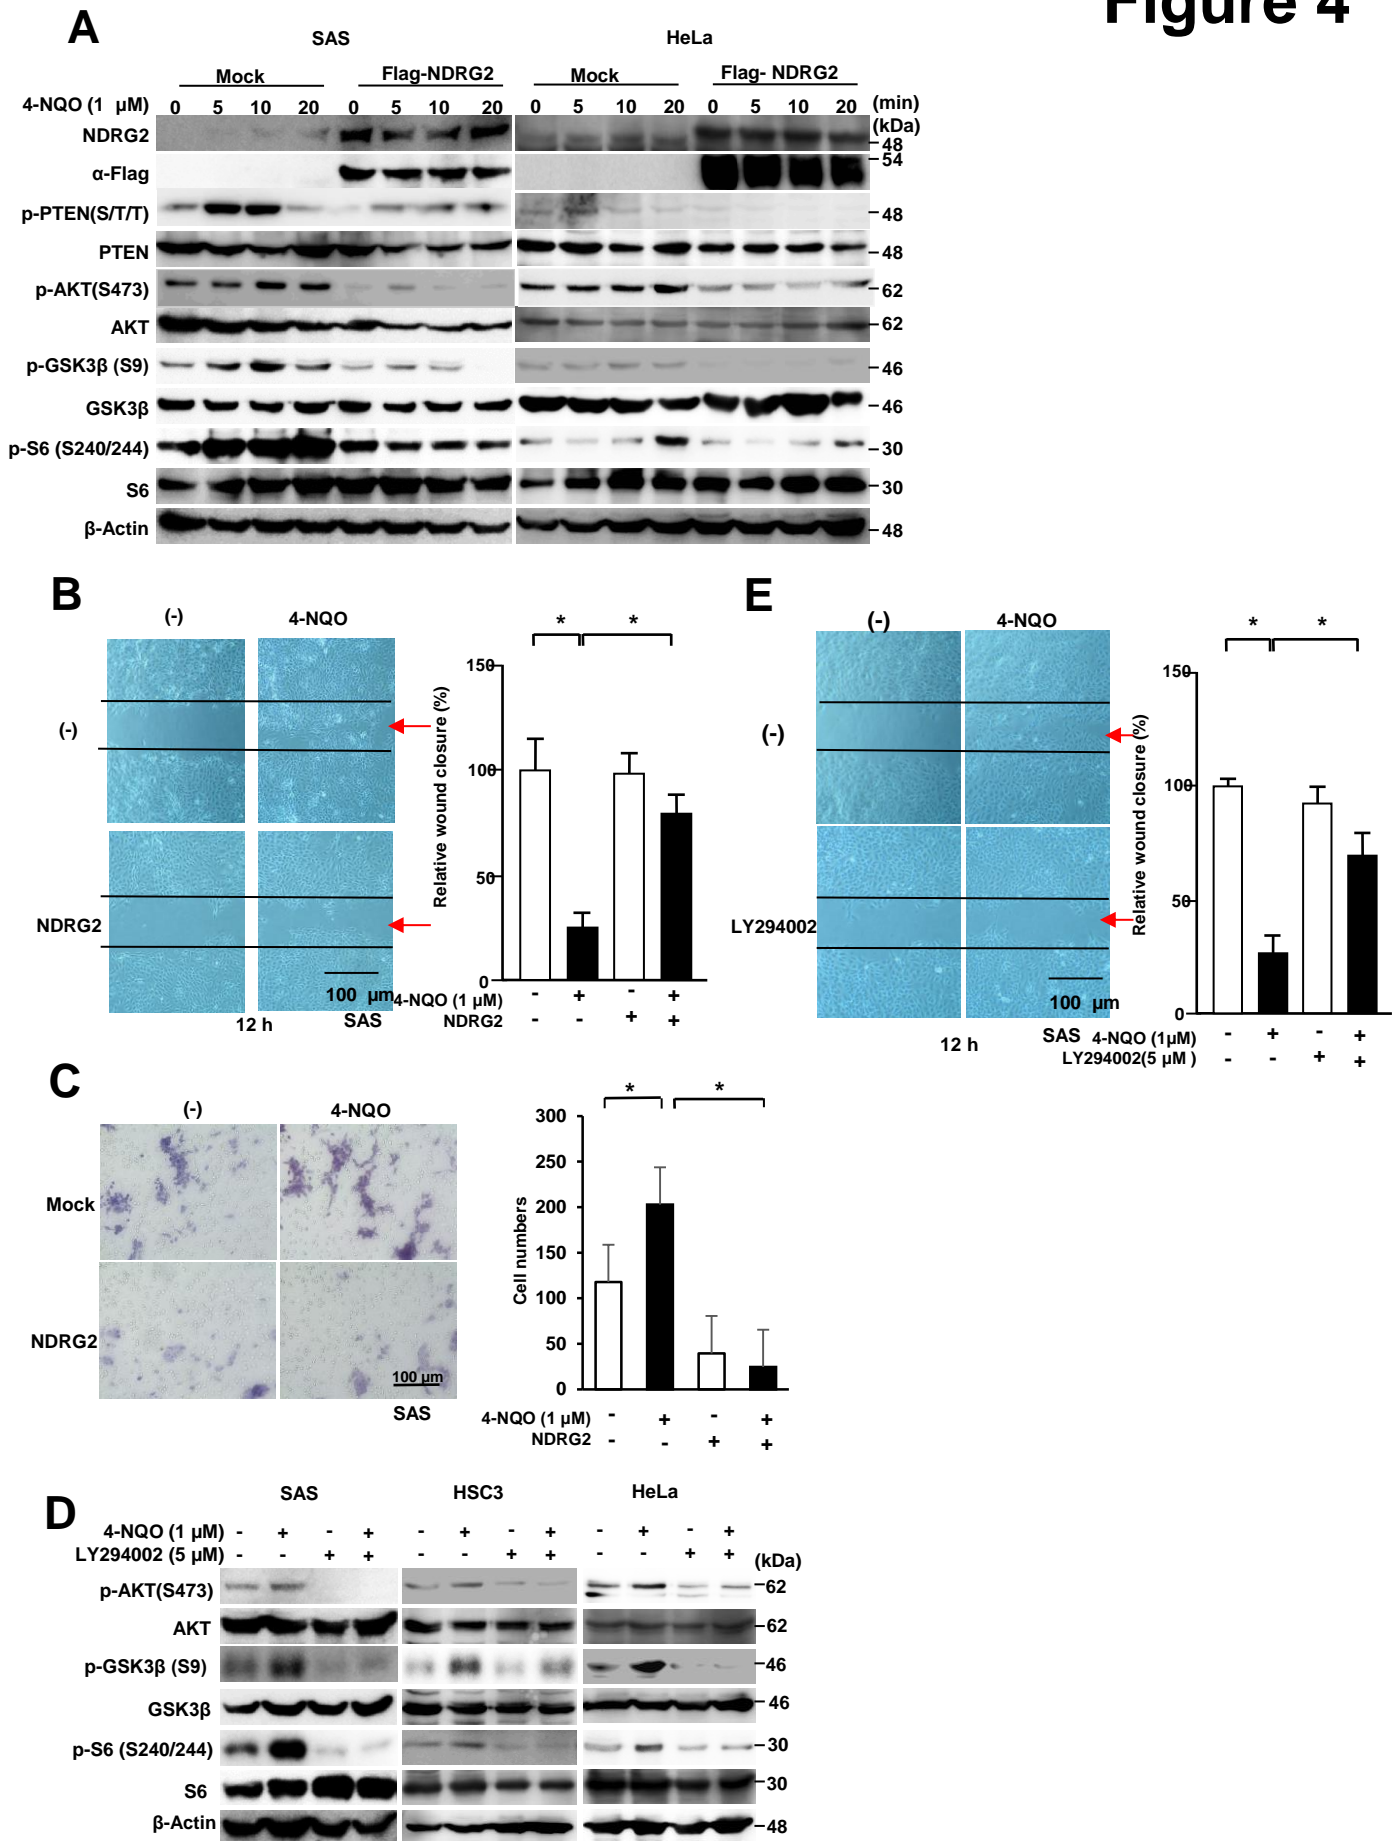 Figure 4
A
SAS HeLa
Mock Flag-NDRG2 Mock Flag- NDRG2
4-NQO (1 µM) 0 5 10 20 0 5 10 20 0 5 10 20 0 5 10 20 (min)
(kDa)
NDRG2 48
α-Flag 54
p-PTEN(S/T/T) 48
PTEN 48
p-AKT(S473) 62
AKT 62
p-GSK3β (S9) 46
GSK3β 46
p-S6 (S240/244) 30
S6 30
β-Actin 48
B
(-) 4-NQO
(-)
NDRG2
100 µm
12 h SAS
* *
Relative wound closure (%)
150
100
50
0
4-NQO (1 µM) - + - +
NDRG2 - - + +
E
(-) 4-NQO
(-)
LY294002
100 µm
12 h SAS
* *
Relative wound closure (%)
150
100
50
0
4-NQO (1µM) - + - +
LY294002(5 µM ) - - + +
C
(-) 4-NQO
Mock
NDRG2
100 µm
SAS
* *
Cell numbers
300
250
200
150
100
50
0
4-NQO (1 µM) - + - +
NDRG2 - - + +
D
SAS HSC3 HeLa
4-NQO (1 µM) - + - + - + - + - + - +
LY294002 (5 µM) - - + + - - + + - - + +
(kDa)
p-AKT(S473) 62
AKT 62
p-GSK3β (S9) 46
GSK3β 46
p-S6 (S240/244) 30
S6 30
β-Actin 48